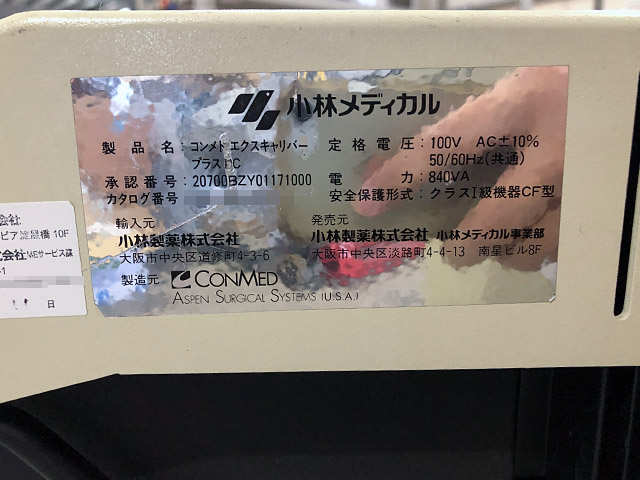 小林メディカル
製品名:コンメド エクスキャリバー
プラス PC
承認番号:20700BZY01171000
カタログ番号
定格電圧:100V AC±10%
50/60Hz(共通)
電力:840VA
安全保護形式:クラスI級機器CF型
輸入元
小林製薬株式会社
大阪市中央区道修町4-3-6
発売元
小林製薬株式会社 小林メディカル事業部
大阪市中央区淡路町4-4-13 南星ビル8F
製造元 CONMED
ASPEN SURGICAL SYSTEMS (U.S.A.)
会社
ピア淀屋橋 10F
式会社MEサービス課
-1
日